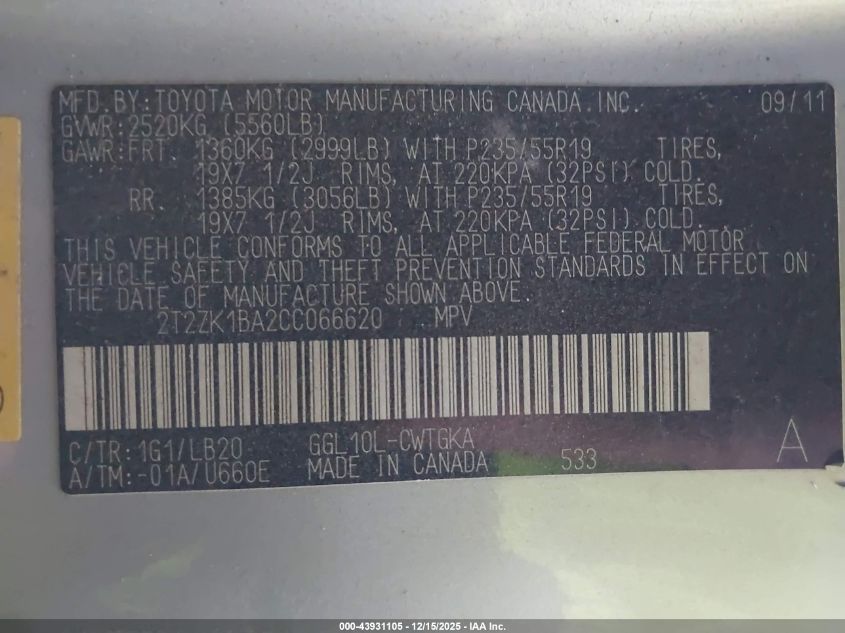 MFD. BY: TOYOTA MOTOR MANUFACTURING CANADA INC. 09/11
GVWR: 2520KG (5560LB)
GAWR: FRT. 1360KG (2999LB) WITH P235/55R19 TIRES,
19X7 1/2J RIMS, AT 220KPA (32PSI) COLD.
RR. 1385KG (3056LB) WITH P235/55R19 TIRES,
19X7 1/2J RIMS, AT 220KPA (32PSI) COLD.
THIS VEHICLE CONFORMS TO ALL APPLICABLE FEDERAL MOTOR
VEHICLE SAFETY AND THEFT PREVENTION STANDARDS IN EFFECT ON
THE DATE OF MANUFACTURE SHOWN ABOVE.
2T2ZK1BA2CC066620 MPV
C/TR: 1G1/LB20 GGL10L-CWTGKA
A/TM: -01A/U660E MADE IN CANADA 533 A
000-43931105 - 12/15/2025 - IAA Inc.